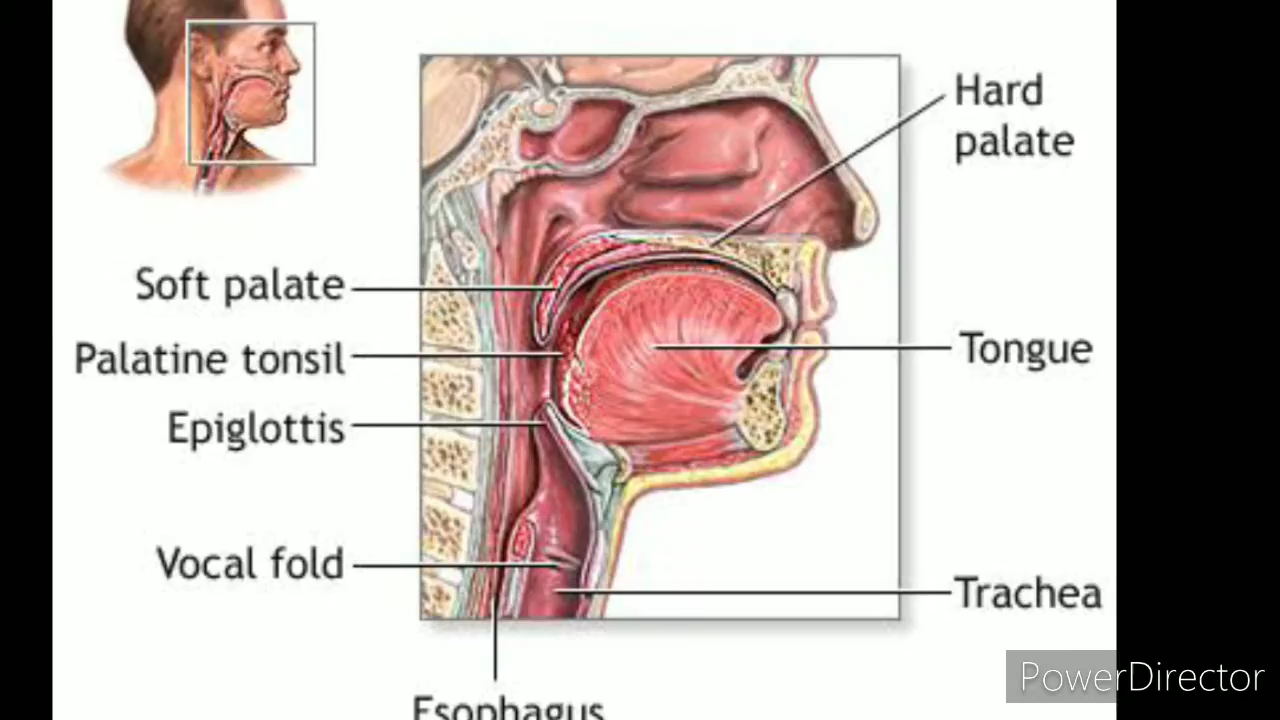 Hard
palate
Soft palate
Palatine tonsil
Tongue
Epiglottis
Vocal fold
Trachea
Esophagus
PowerDirector